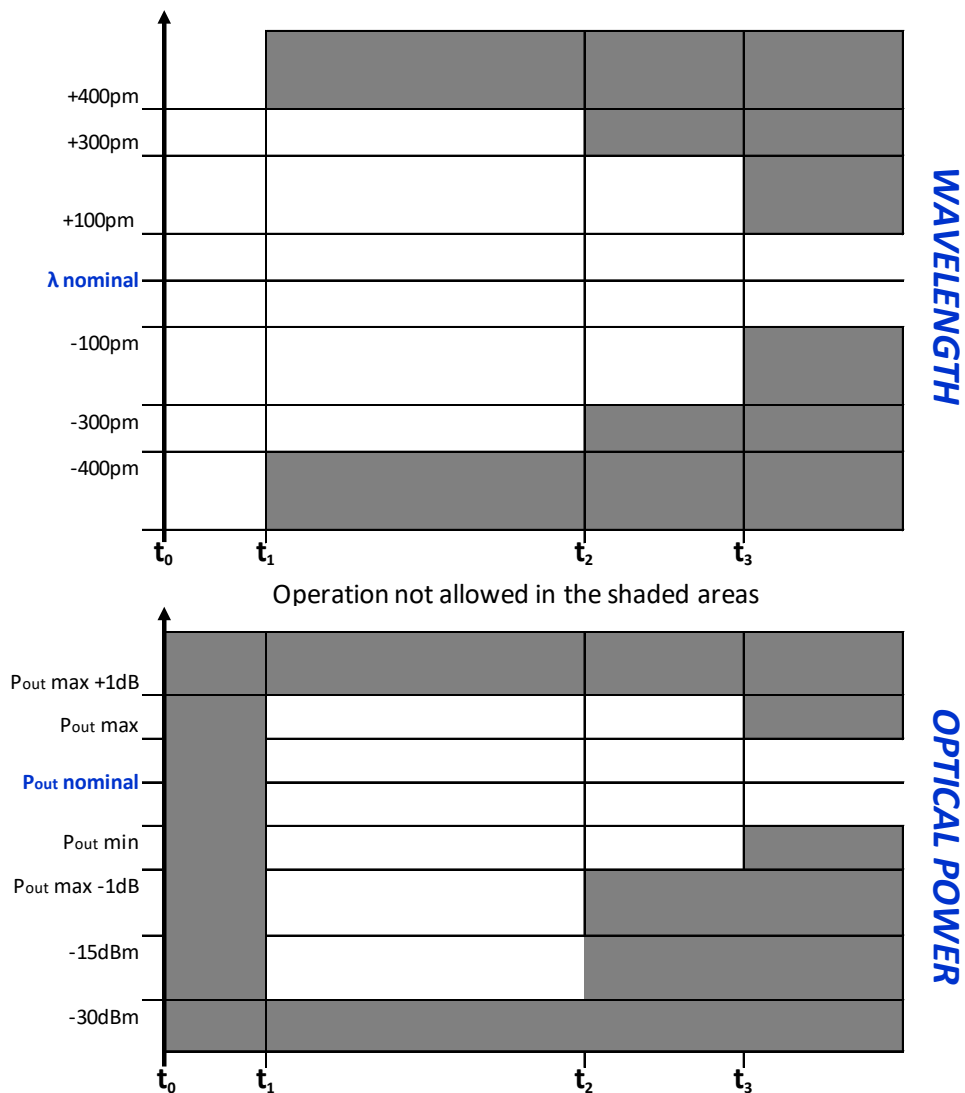 +400pm
+300pm
+100pm
λ nominal
-100pm
-300pm
-400pm
WAVELENGTH
t₀ t₁ t₂ t₃
Operation not allowed in the shaded areas
Pout max +1dB
Pout max
Pout nominal
Pout min
Pout max -1dB
-15dBm
-30dBm
OPTICAL POWER
t₀ t₁ t₂ t₃